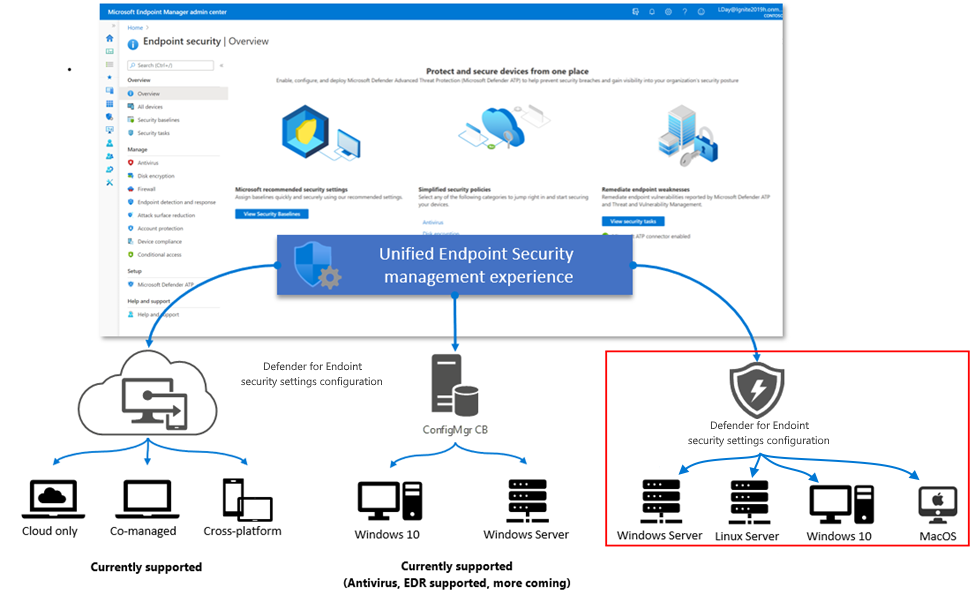 Microsoft Endpoint Manager admin center
LDay@Ignite2019h.onm...
CONTOSO
Home >
Endpoint security | Overview
Search (Ctrl+/)
«
Overview
Overview
All devices
Security baselines
Security tasks
Manage
Antivirus
Disk encryption
Firewall
Endpoint detection and response
Attack surface reduction
Account protection
Device compliance
Conditional access
Setup
Microsoft Defender ATP
Help and support
Help and support
Protect and secure devices from one place
Enable, configure, and deploy Microsoft Defender Advanced Threat Protection (Microsoft Defender ATP) to help prevent security breaches and gain visibility into your organization's security posture
Microsoft recommended security settings
Assign baselines quickly and securely using our recommended settings.
View Security Baselines
Simplified security policies
Select any of the following categories to jump right in and start securing
your devices.
Antivirus
Disk encryption
Remediate endpoint weaknesses
Remediate endpoint vulnerabilities reported by Microsoft Defender ATP
and Threat and Vulnerability Management.
View security tasks
ATP connector enabled
Unified Endpoint Security
management experience
Defender for Endoint
security settings configuration
ConfigMgr CB
Defender for Endoint
security settings configuration
Cloud only
Co-managed
Cross-platform
Windows 10
Windows Server
Windows Server
Linux Server
Windows 10
MacOS
Currently supported
Currently supported
(Antivirus, EDR supported, more coming)